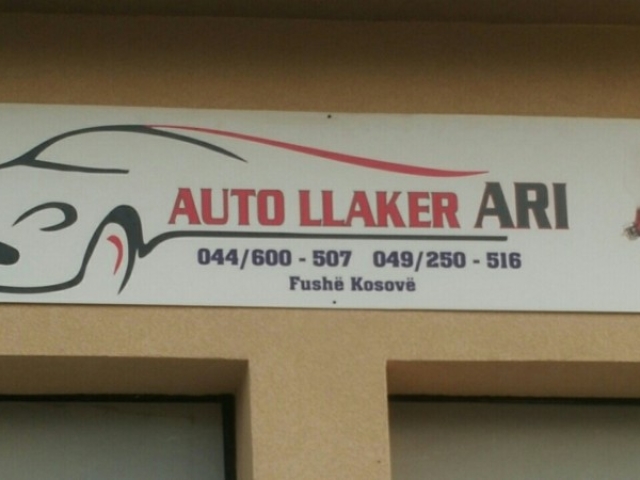 AUTO LLAKER ARI
044/600 - 507 049/250 - 516
Fushë Kosovë